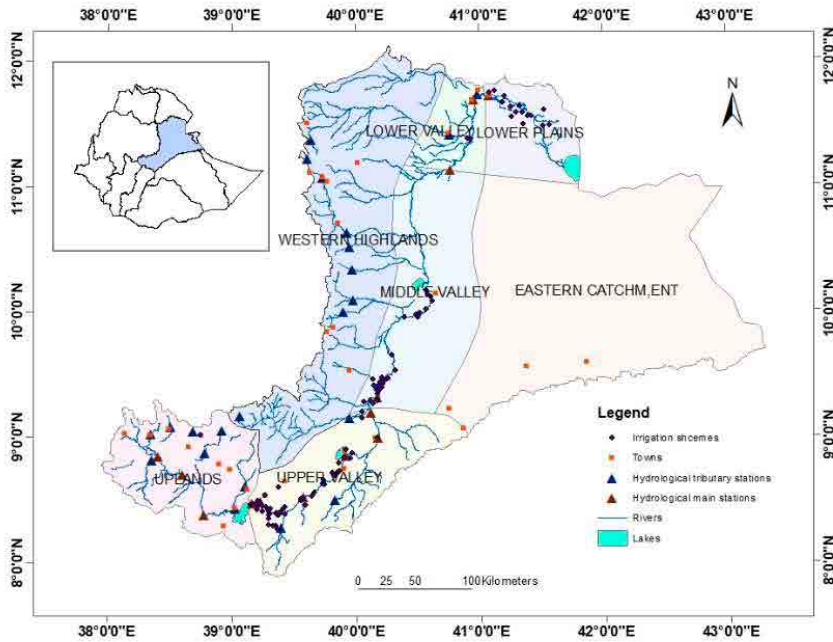 38°0'0"N 39°0'0"N 40°0'0"N 41°0'0"N 42°0'0"N 43°0'0"N
12°0'0"N 12°0'0"N
N
LOWER VALLEY LOWER PLAINS
11°0'0"N 11°0'0"N
WESTERN HIGHLANDS
MIDDLE VALLEY EASTERN CATCHM,ENT
10°0'0"N 10°0'0"N
Legend
Irrigation shcemes
Towns
Hydrological tributary stations
Hydrological main stations
Rivers
Lakes
9°0'0"N 9°0'0"N
UPLANDS UPPER VALLEY
8°0'0"N 8°0'0"N
0 25 50 100 Kilometers
38°0'0"N 39°0'0"N 40°0'0"N 41°0'0"N 42°0'0"N 43°0'0"N